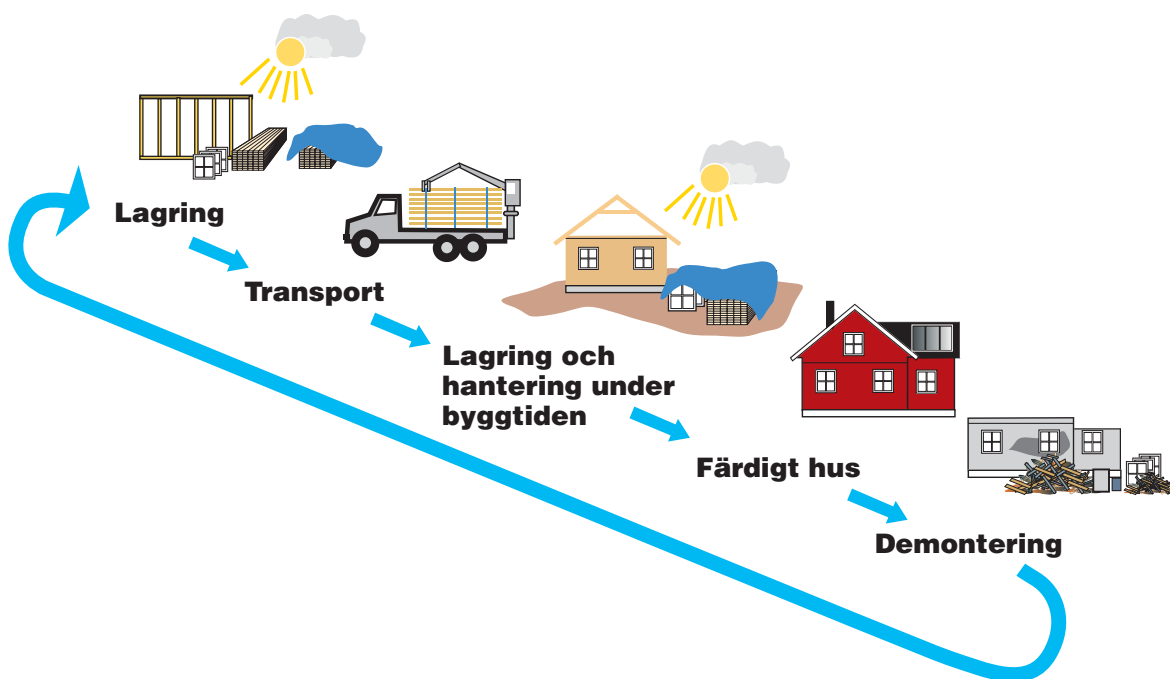 Lagring
Transport
Lagring och
hantering under
byggtiden
Färdigt hus
Demontering